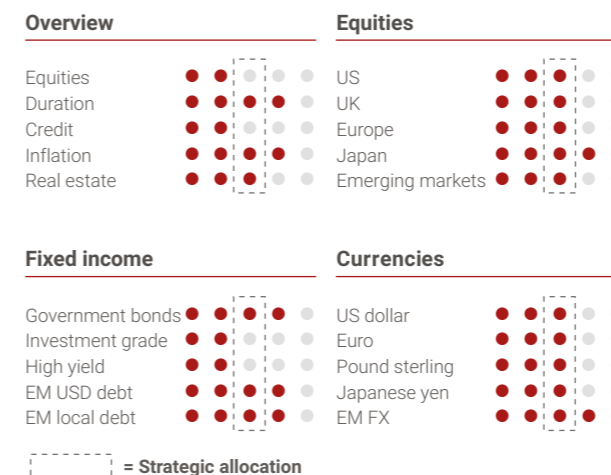 Overview
Equities
Duration
Credit
Inflation
Real estate
Equities
US
UK
Europe
Japan
Emerging markets
Fixed income
Government bonds
Investment grade
High yield
EM USD debt
EM local debt
Currencies
US dollar
Euro
Pound sterling
Japanese yen
EM FX
= Strategic allocation